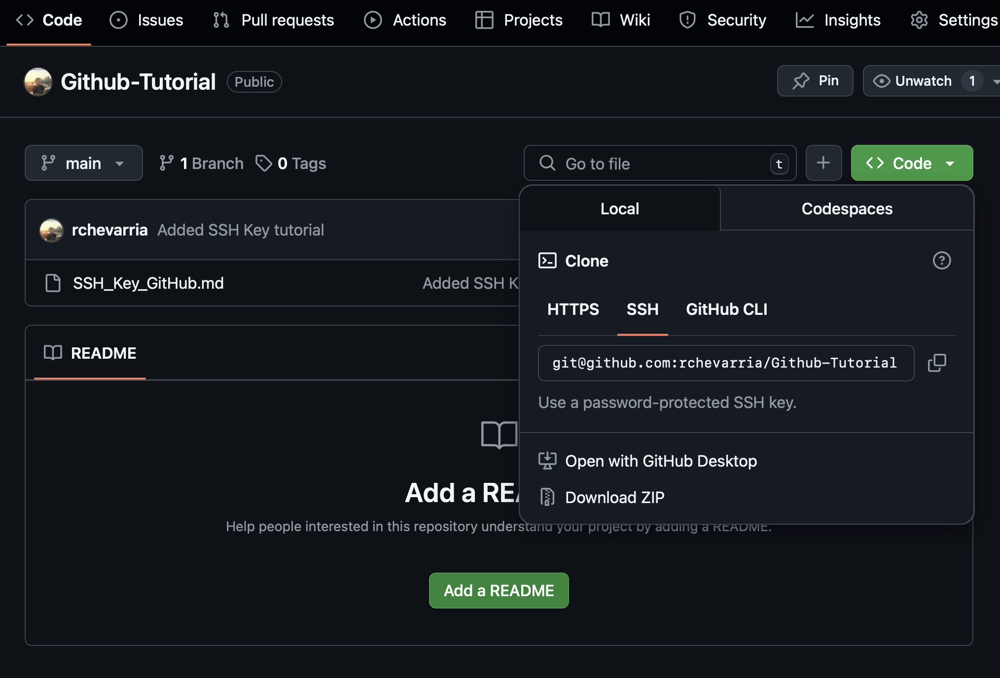 Code Issues Pull requests Actions Projects Wiki Security Insights Settings
Github-Tutorial Public Pin Unwatch 1
main 1 Branch 0 Tags Go to file t Code
rchevarria Added SSH Key tutorial
SSH_Key_GitHub.md Added SSH K
README
Add a RE
Help people interested in this repository understand your project by adding a README.
Add a README
Local Codespaces
Clone
HTTPS SSH GitHub CLI
git@github.com:rchevarria/Github-Tutorial
Use a password-protected SSH key.
Open with GitHub Desktop
Download ZIP